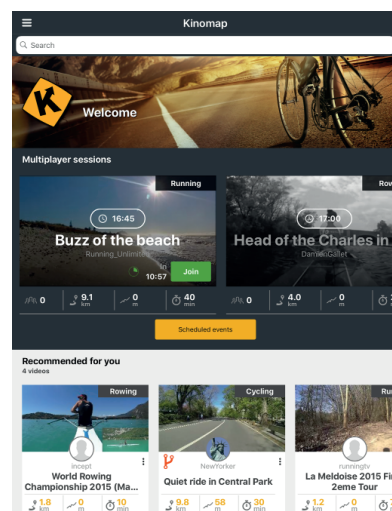 Kinomap
Search
Welcome
Multiplayer sessions
Running
16:45
Buzz of the beach
Running_Unlimited
In
10:57
Join
0
9.1
km
0
m
40
min
17:00
Head of the Charles in
DamienGallet
0
4.0
km
0
m
Scheduled events
Recommended for you
4 videos
Rowing
incept
World Rowing
Championship 2015 (Ma...
1.8
km
0
m
10
min
Cycling
NewYorker
Quiet ride in Central Park
9.8
km
58
m
30
min
runningtv
La Meldoise 2015 Fi
2eme Tour
1.2
km
0
m